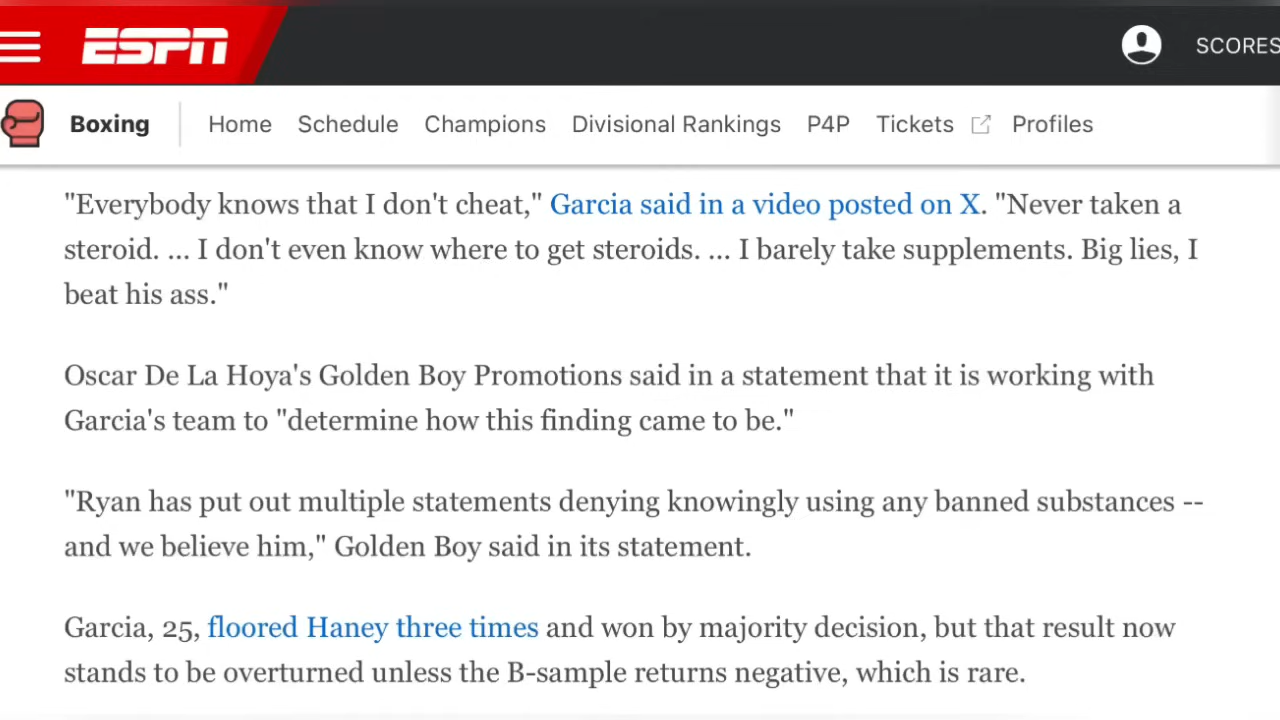 ESPN
SCORES
Boxing
Home
Schedule
Champions
Divisional Rankings
P4P
Tickets
Profiles
"Everybody knows that I don't cheat," Garcia said in a video posted on X. "Never taken a
steroid. ... I don't even know where to get steroids. ... I barely take supplements. Big lies, I
beat his ass."
Oscar De La Hoya's Golden Boy Promotions said in a statement that it is working with
Garcia's team to "determine how this finding came to be."
"Ryan has put out multiple statements denying knowingly using any banned substances --
and we believe him," Golden Boy said in its statement.
Garcia, 25, floored Haney three times and won by majority decision, but that result now
stands to be overturned unless the B-sample returns negative, which is rare.